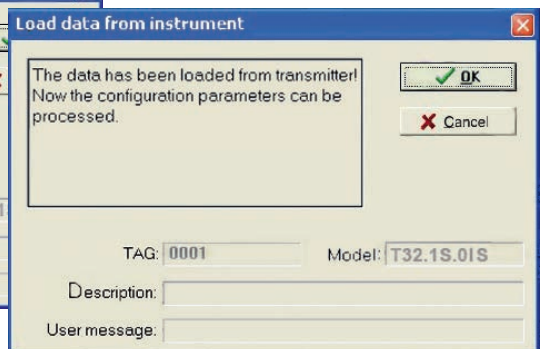 Load data from instrument
The data has been loaded from transmitter!
Now the configuration parameters can be
processed.
OK
Cancel
TAG: 0001
Model: T32.1S.0IS
Description:
User message: